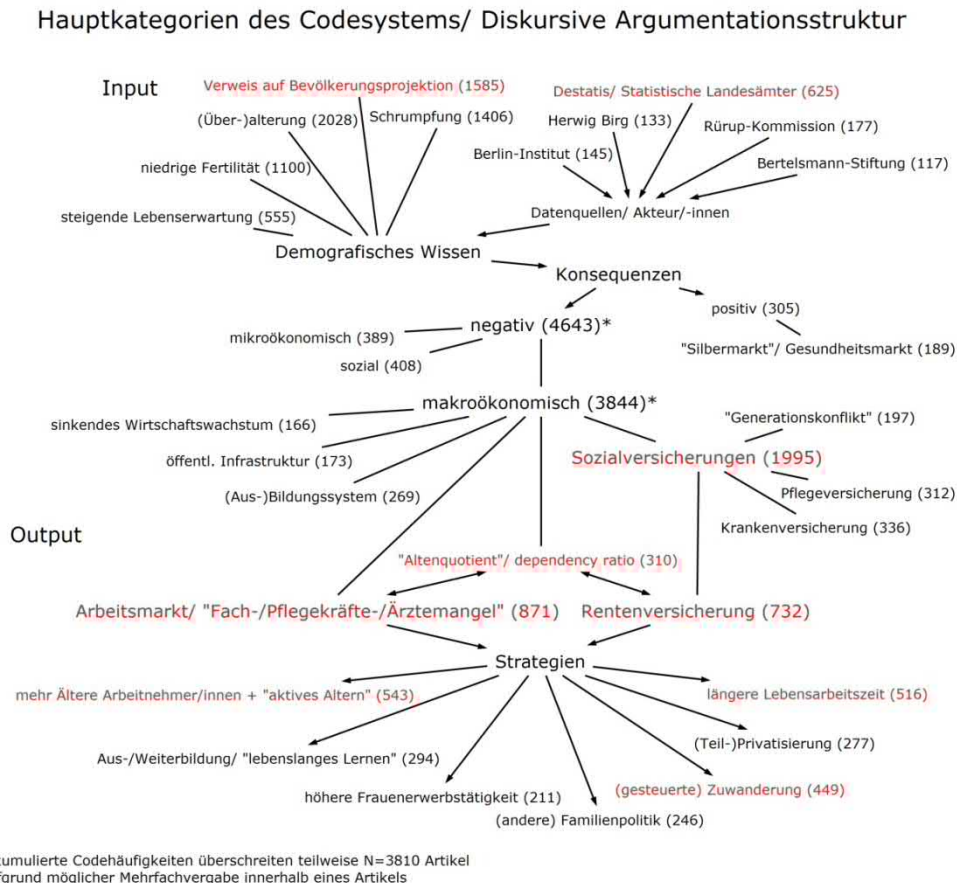 Hauptkategorien des Codesystems/ Diskursive Argumentationsstruktur
Input
Verweis auf Bevölkerungsprojektion (1585)
Destatis/ Statistische Landesämter (625)
(Über-)alterung (2028)
Schrumpfung (1406)
Herwig Birg (133)
Rürup-Kommission (177)
niedrige Fertilität (1100)
Berlin-Institut (145)
Bertelsmann-Stiftung (117)
steigende Lebenserwartung (555)
Datenquellen/ Akteur/-innen
Demografisches Wissen
Konsequenzen
positiv (305)
negativ (4643)*
mikroökonomisch (389)
"Silbermarkt"/ Gesundheitsmarkt (189)
sozial (408)
makroökonomisch (3844)*
"Generationskonflikt" (197)
sinkendes Wirtschaftswachstum (166)
öffentl. Infrastruktur (173)
Sozialversicherungen (1995)
(Aus-)Bildungssystem (269)
Pflegeversicherung (312)
Krankenversicherung (336)
Output
"Altenquotient"/ dependency ratio (310)
Arbeitsmarkt/ "Fach-/Pflegekräfte-/Ärztemangel" (871)
Rentenversicherung (732)
Strategien
mehr Ältere Arbeitnehmer/innen + "aktives Altern" (543)
längere Lebensarbeitszeit (516)
Aus-/Weiterbildung/ "lebenslanges Lernen" (294)
(Teil-)Privatisierung (277)
höhere Frauenerwerbstätigkeit (211)
(gesteuerte) Zuwanderung (449)
(andere) Familienpolitik (246)
umulierte Codehäufigkeiten überschreiten teilweise N=3810 Artikel
fgrund möglicher Mehrfachvergabe innerhalb eines Artikels